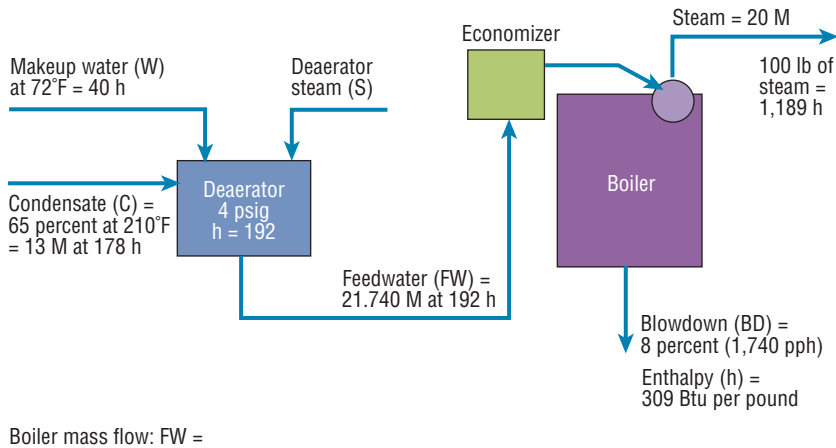 Makeup water (W)
at 72˚F = 40 h
Deaerator
steam (S)
Economizer
Steam = 20 M
100 lb of
steam =
1,189 h
Condensate (C) =
65 percent at 210˚F
= 13 M at 178 h
Deaerator
4 psig
h = 192
Boiler
Feedwater (FW) =
21.740 M at 192 h
Blowdown (BD) =
8 percent (1,740 pph)
Enthalpy (h) =
309 Btu per pound
Boiler mass flow: FW =